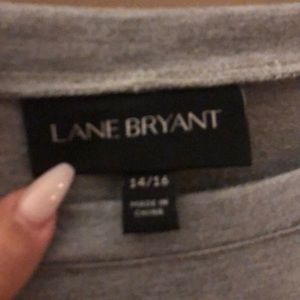 LANE BRYANT
14/16
MADE IN
CHINA